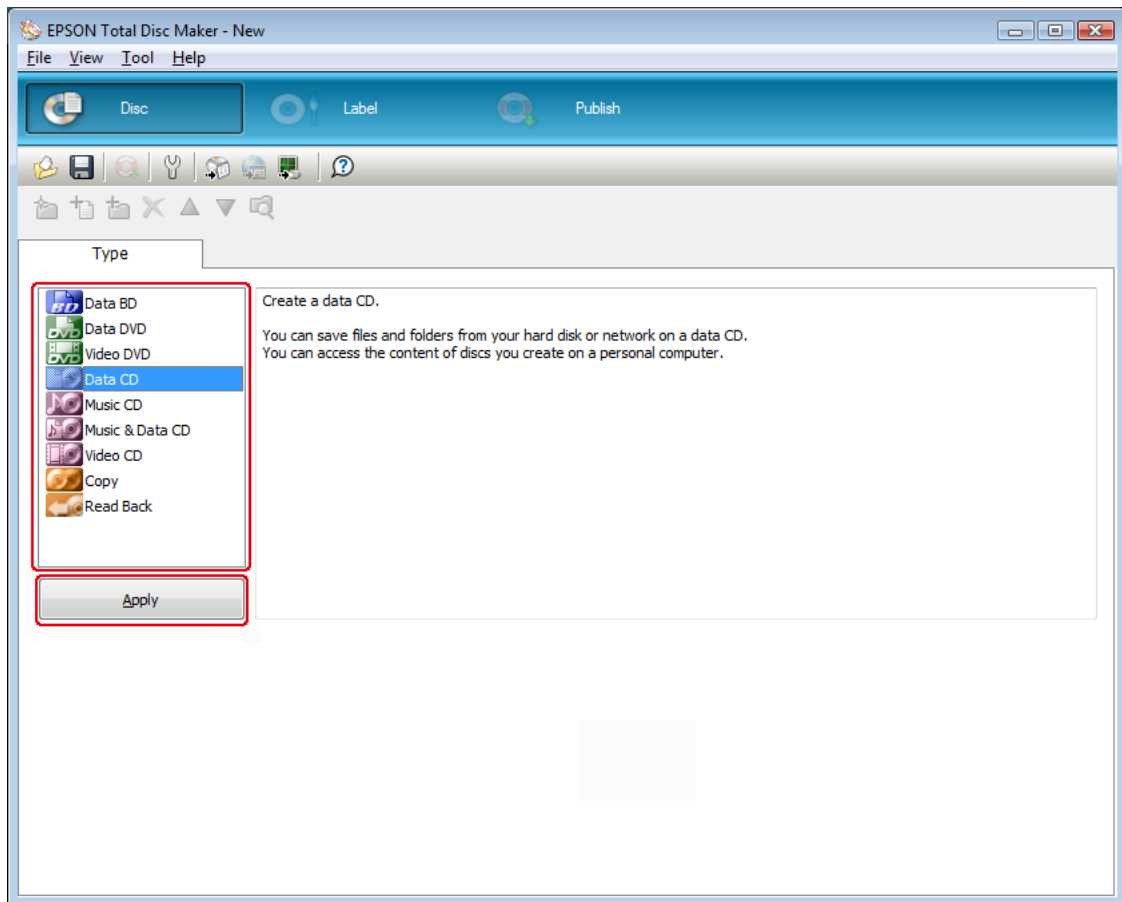 EPSON Total Disc Maker - New
File View Tool Help
Disc Label Publish
Type
BD Data BD
DVD Data DVD
DVD Video DVD
Data CD
Music CD
Music & Data CD
Video CD
Copy
Read Back
Apply
Create a data CD.
You can save files and folders from your hard disk or network on a data CD.
You can access the content of discs you create on a personal computer.